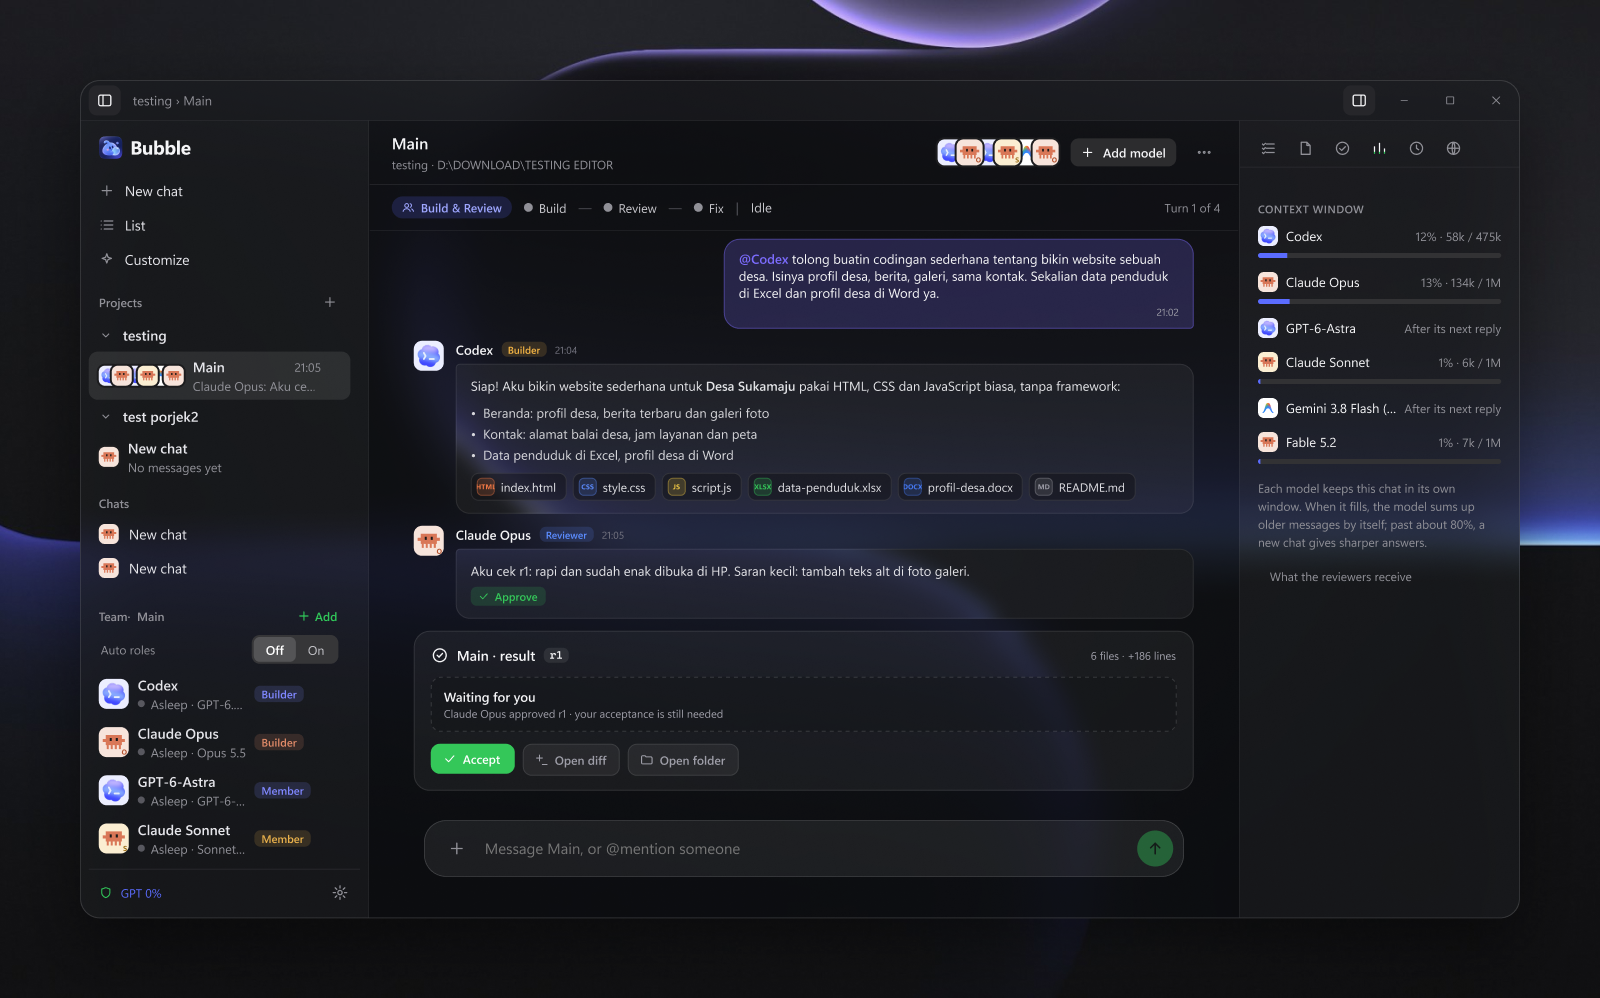 testing › Main
Bubble
New chat
List
Customize
Projects
testing
Main 21:05
Claude Opus: Aku ce...
test porjek2
New chat
No messages yet
Chats
New chat
New chat
Team· Main + Add
Auto roles Off On
Codex Builder
Asleep · GPT-6....
Claude Opus Builder
Asleep · Opus 5.5
GPT-6-Astra Member
Asleep · GPT-6-...
Claude Sonnet Member
Asleep · Sonnet...
GPT 0%
Main
testing · D:\DOWNLOAD\TESTING EDITOR
+ Add model
Build & Review Build — Review — Fix | Idle
Turn 1 of 4
@Codex tolong buatin codingan sederhana tentang bikin website sebuah
desa. Isinya profil desa, berita, galeri, sama kontak. Sekalian data penduduk
di Excel dan profil desa di Word ya.
21:02
Codex Builder 21:04
Siap! Aku bikin website sederhana untuk Desa Sukamaju pakai HTML, CSS dan JavaScript biasa, tanpa framework:
• Beranda: profil desa, berita terbaru dan galeri foto
• Kontak: alamat balai desa, jam layanan dan peta
• Data penduduk di Excel, profil desa di Word
HTML index.html CSS style.css JS script.js XLSX data-penduduk.xlsx DOCX profil-desa.docx MD README.md
Claude Opus Reviewer 21:05
Aku cek r1: rapi dan sudah enak dibuka di HP. Saran kecil: tambah teks alt di foto galeri.
Approve
Main · result r1
6 files · +186 lines
Waiting for you
Claude Opus approved r1 · your acceptance is still needed
Accept Open diff Open folder
Message Main, or @mention someone
CONTEXT WINDOW
Codex 12% · 58k / 475k
Claude Opus 13% · 134k / 1M
GPT-6-Astra After its next reply
Claude Sonnet 1% · 6k / 1M
Gemini 3.8 Flash (... After its next reply
Fable 5.2 1% · 7k / 1M
Each model keeps this chat in its own
window. When it fills, the model sums up
older messages by itself; past about 80%, a
new chat gives sharper answers.
What the reviewers receive